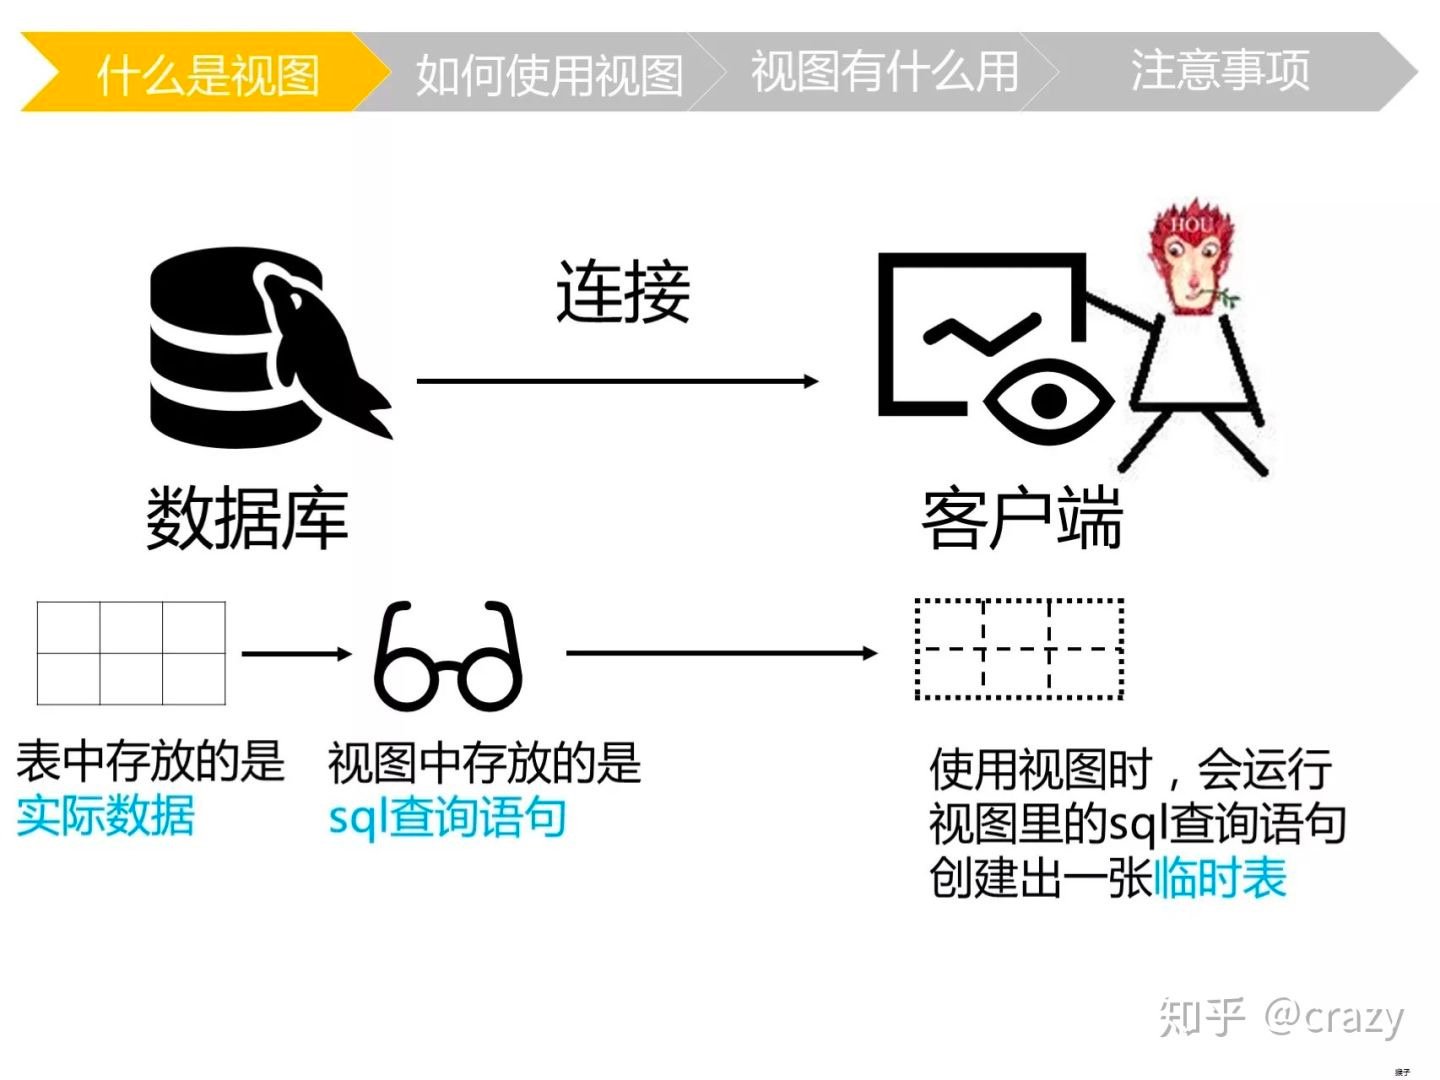 什么是视图
如何使用视图
视图有什么用
注意事项
HOU
连接
数据库
客户端
表中存放的是
实际数据
视图中存放的是
sql查询语句
使用视图时，会运行
视图里的sql查询语句
创建出一张临时表
知乎 @crazy
猴子